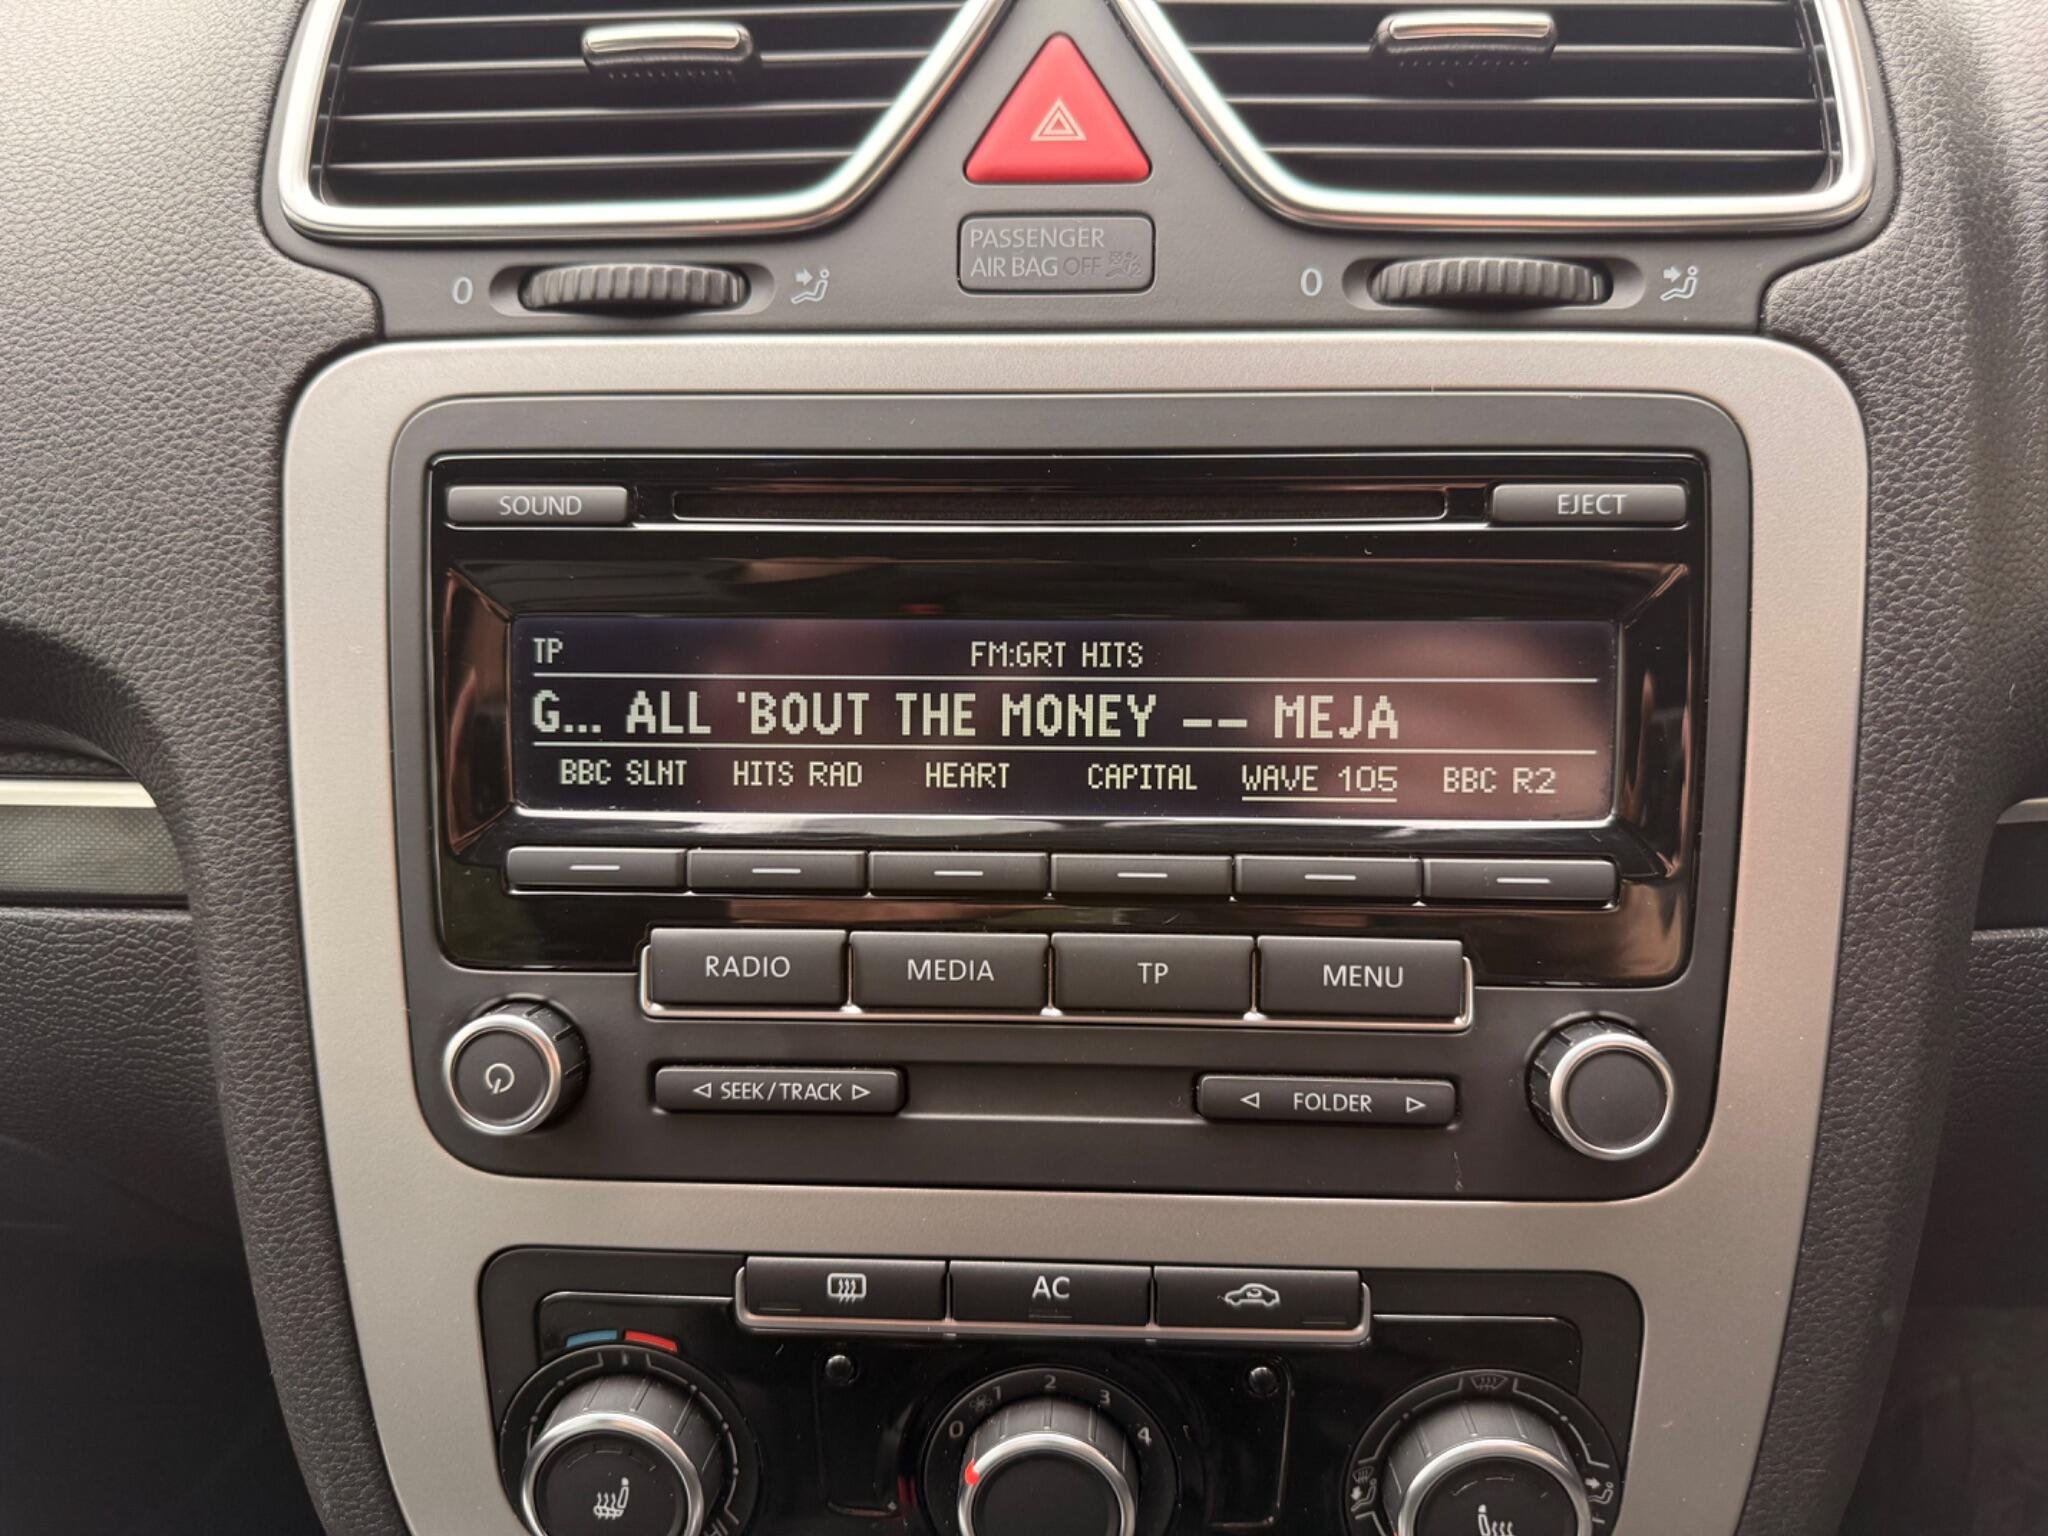 PASSENGER
AIR BAG OFF
0
0
SOUND
EJECT
TP FM:GRT HITS
G... ALL 'BOUT THE MONEY -- MEJA
BBC SLNT HITS RAD HEART CAPITAL WAVE 105 BBC R2
RADIO MEDIA TP MENU
SEEK/TRACK
FOLDER
AC
0 1 2 3 4